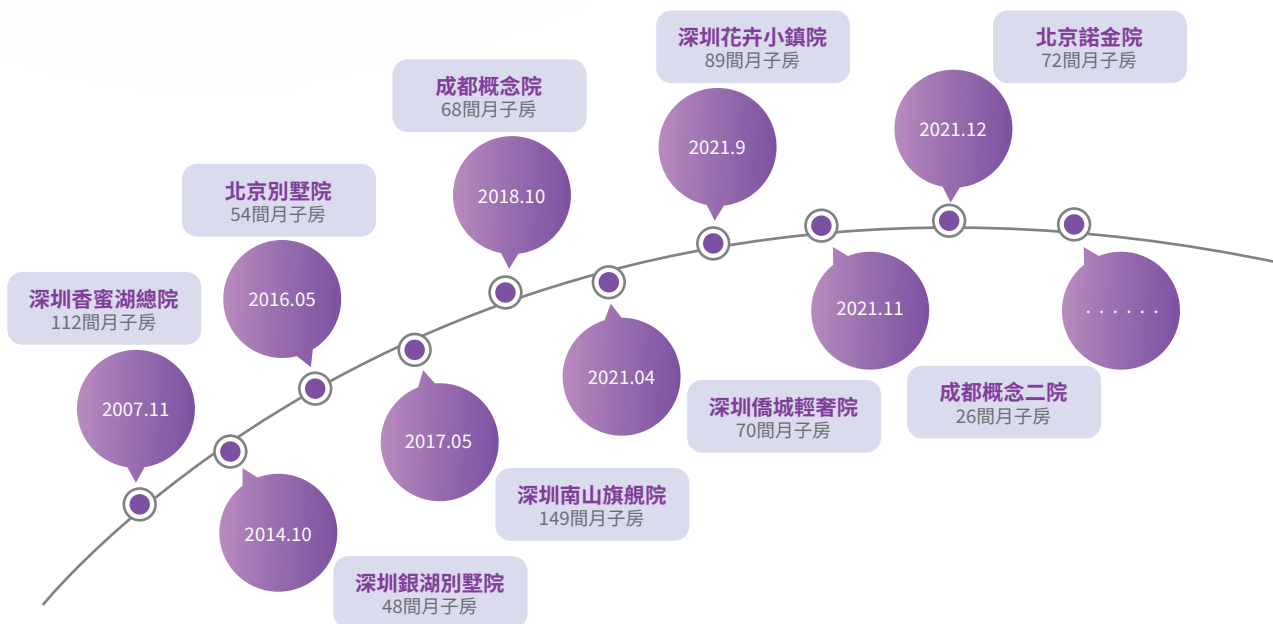 深圳香蜜湖總院
112間月子房
2007.11
2014.10
深圳銀湖別墅院
48間月子房
北京別墅院
54間月子房
2016.05
2017.05
深圳南山旗艦院
149間月子房
成都概念院
68間月子房
2018.10
2021.04
深圳僑城輕奢院
70間月子房
深圳花卉小鎮院
89間月子房
2021.9
2021.11
成都概念二院
26間月子房
北京諾金院
72間月子房
2021.12
. . . . . .